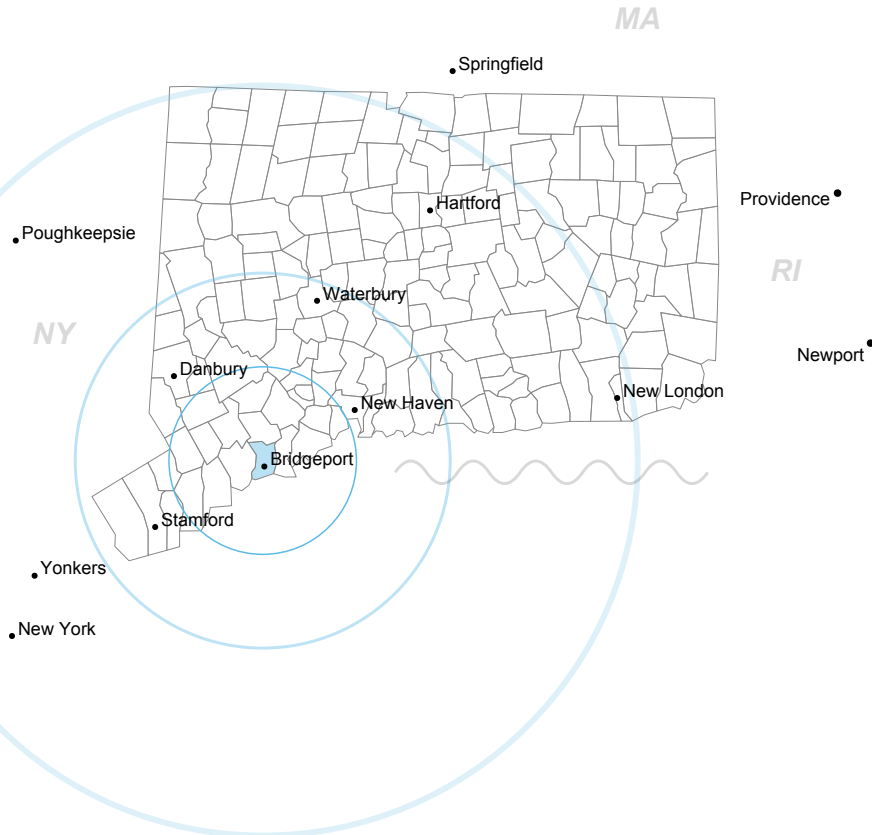 MA
Springfield
Providence
Hartford
Poughkeepsie
RI
Waterbury
NY
Newport
Danbury
New London
New Haven
Bridgeport
Stamford
Yonkers
New York